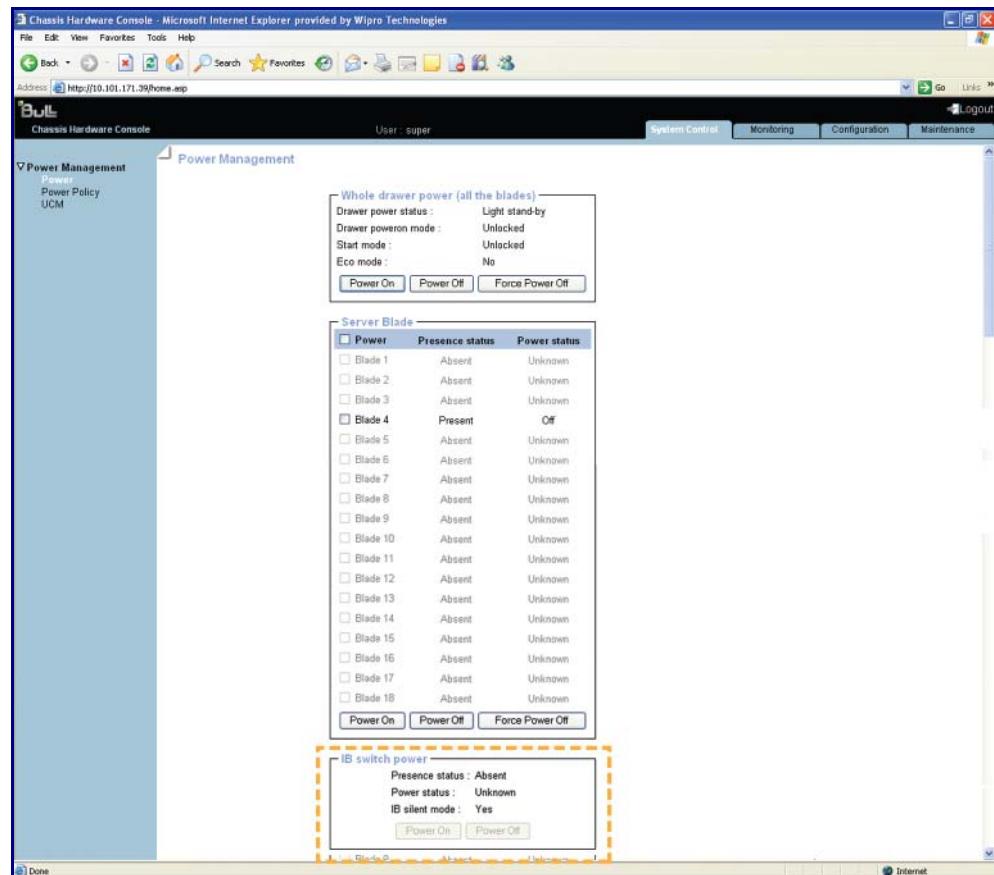 Chassis Hardware Console - Microsoft Internet Explorer provided by Wipro Technologies
File Edit View Favorites Tools Help
Back Search Favorites
Address http://10.101.171.39/home.asp Go Links »
Bull Logout
Chassis Hardware Console User : super System Control Monitoring Configuration Maintenance
Power Management
Power
Power Policy
UCM
Power Management
Whole drawer power (all the blades)
Drawer power status : Light stand-by
Drawer poweron mode : Unlocked
Start mode : Unlocked
Eco mode : No
Power On Power Off Force Power Off
Server Blade
Power Presence status Power status
Blade 1 Absent Unknown
Blade 2 Absent Unknown
Blade 3 Absent Unknown
Blade 4 Present Off
Blade 5 Absent Unknown
Blade 6 Absent Unknown
Blade 7 Absent Unknown
Blade 8 Absent Unknown
Blade 9 Absent Unknown
Blade 10 Absent Unknown
Blade 11 Absent Unknown
Blade 12 Absent Unknown
Blade 13 Absent Unknown
Blade 14 Absent Unknown
Blade 15 Absent Unknown
Blade 16 Absent Unknown
Blade 17 Absent Unknown
Blade 18 Absent Unknown
Power On Power Off Force Power Off
IB switch power
Presence status : Absent
Power status : Unknown
IB silent mode : Yes
Power On Power Off
Done Internet